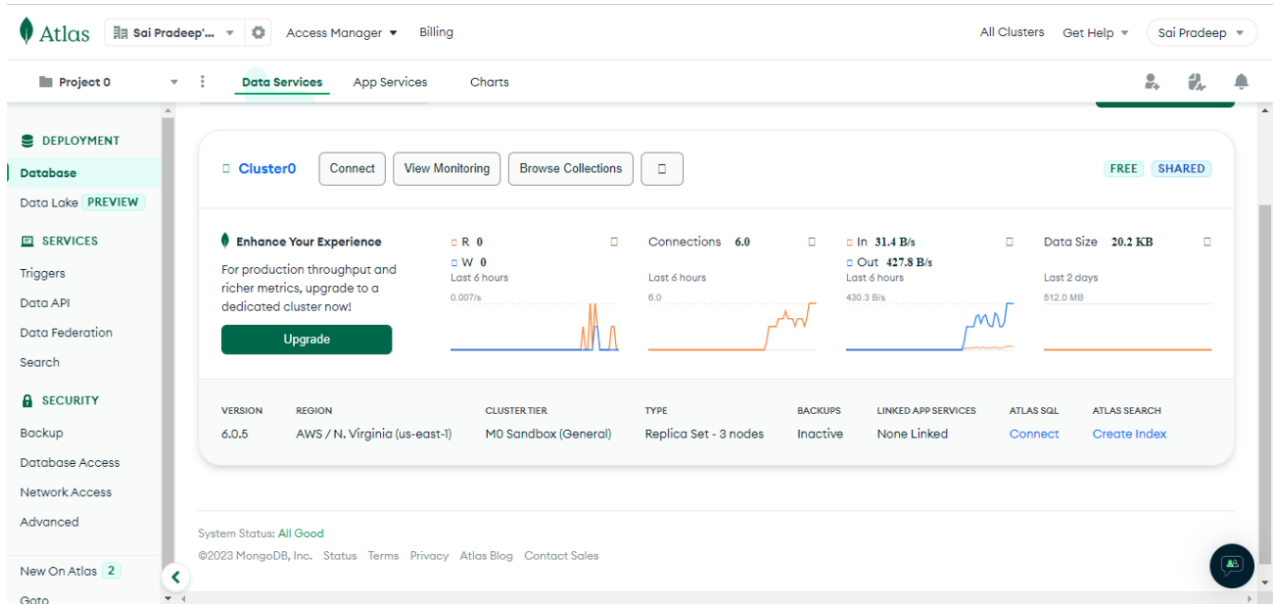 Atlas Sai Pradeep'... Access Manager Billing All Clusters Get Help Sai Pradeep
Project 0 Data Services App Services Charts
DEPLOYMENT
Database
Data Lake PREVIEW
SERVICES
Triggers
Data API
Data Federation
Search
SECURITY
Backup
Database Access
Network Access
Advanced
New On Atlas 2
Goto
Cluster0 Connect View Monitoring Browse Collections FREE SHARED
Enhance Your Experience
For production throughput and
richer metrics, upgrade to a
dedicated cluster now!
Upgrade
R 0
W 0
Last 6 hours
0.007/s
Connections 6.0
Last 6 hours
6.0
In 31.4 B/s
Out 427.8 B/s
Last 6 hours
430.3 B/s
Data Size 20.2 KB
Last 2 days
512.0 MB
VERSION REGION CLUSTER TIER TYPE BACKUPS LINKED APP SERVICES ATLAS SQL ATLAS SEARCH
6.0.5 AWS / N. Virginia (us-east-1) M0 Sandbox (General) Replica Set - 3 nodes Inactive None Linked Connect Create Index
System Status: All Good
©2023 MongoDB, Inc. Status Terms Privacy Atlas Blog Contact Sales